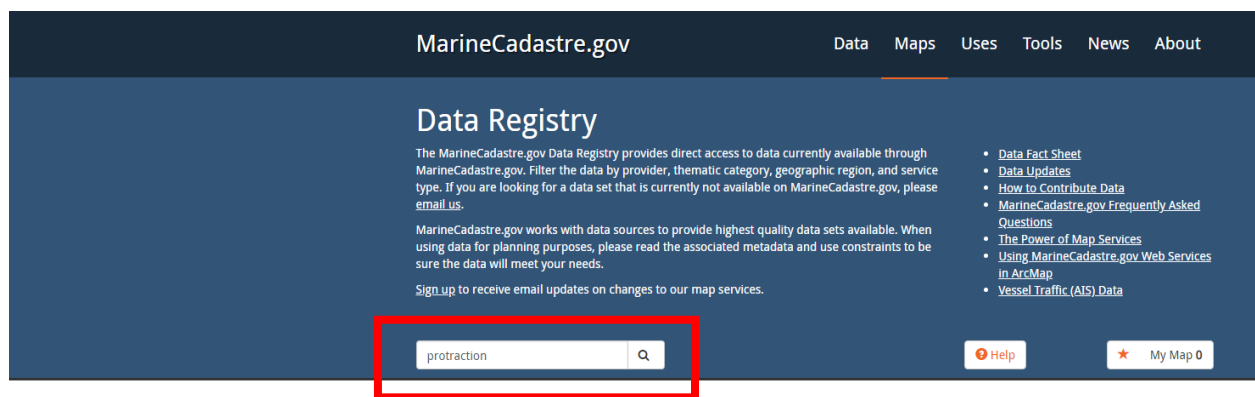 MarineCadastre.gov
Data Maps Uses Tools News About
Data Registry
The MarineCadastre.gov Data Registry provides direct access to data currently available through
MarineCadastre.gov. Filter the data by provider, thematic category, geographic region, and service
type. If you are looking for a data set that is currently not available on MarineCadastre.gov, please
email us.
MarineCadastre.gov works with data sources to provide highest quality data sets available. When
using data for planning purposes, please read the associated metadata and use constraints to be
sure the data will meet your needs.
Sign up to receive email updates on changes to our map services.
• Data Fact Sheet
• Data Updates
• How to Contribute Data
• MarineCadastre.gov Frequently Asked
Questions
• The Power of Map Services
• Using MarineCadastre.gov Web Services
in ArcMap
• Vessel Traffic (AIS) Data
protraction
Help
My Map 0